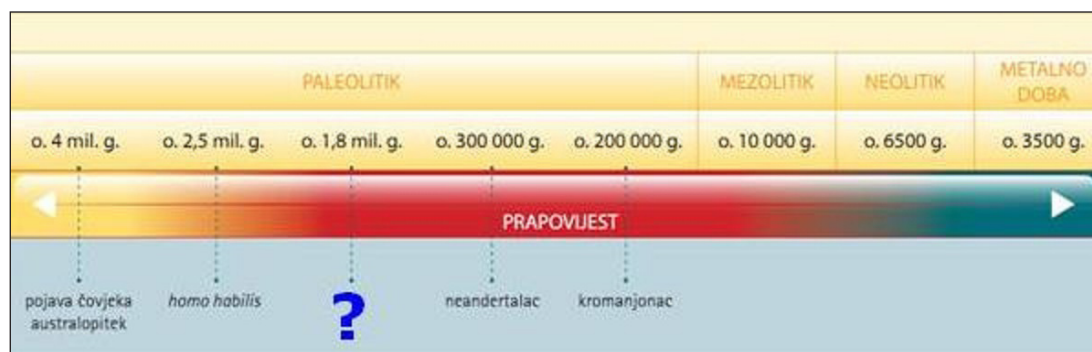 PALEOLITIK
MEZOLITIK
NEOLITIK
METALNO
DOBA
o. 4 mil. g.
o. 2,5 mil. g.
o. 1,8 mil. g.
o. 300 000 g.
o. 200 000 g.
o. 10 000 g.
o. 6500 g.
o. 3500 g.
PRAPOVIJEST
pojava čovjeka
australopitek
homo habilis
?
neandertalac
kromanjonac